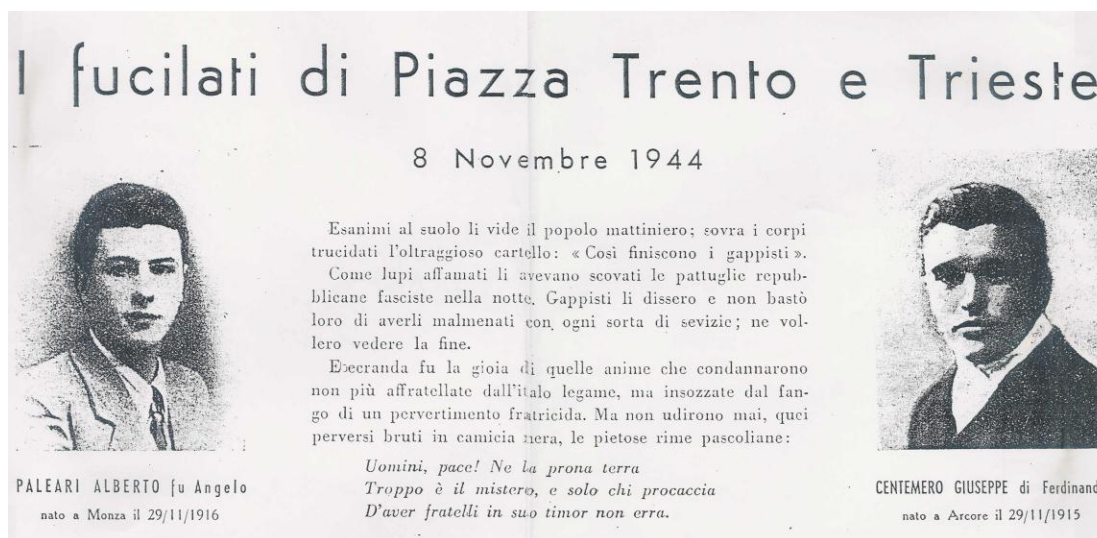 I fucilati di Piazza Trento e Trieste
8 Novembre 1944
Esanimi al suolo li vide il popolo mattiniero; sovra i corpi
trucidati l'oltraggioso cartello: « Così finiscono i gappisti ».
Come lupi affamati li avevano scovati le pattuglie repub-
blicane fasciste nella notte. Gappisti li dissero e non bastò
loro di averli malmenati con ogni sorta di sevizie; ne vol-
lero vedere la fine.
Esecranda fu la gioia di quelle anime che condannarono
non più affratellate dall'italo legame, ma insozzate dal fan-
go di un pervertimento fratricida. Ma non udirono mai, quei
perversi bruti in camicia nera, le pietose rime pascoliane:
Uomini, pace! Ne la prona terra
Troppo è il mistero, e solo chi procaccia
D'aver fratelli in suo timor non erra.
PALEARI ALBERTO fu Angelo
nato a Monza il 29/11/1916
CENTEMERO GIUSEPPE di Ferdinand
nato a Arcore il 29/11/1915